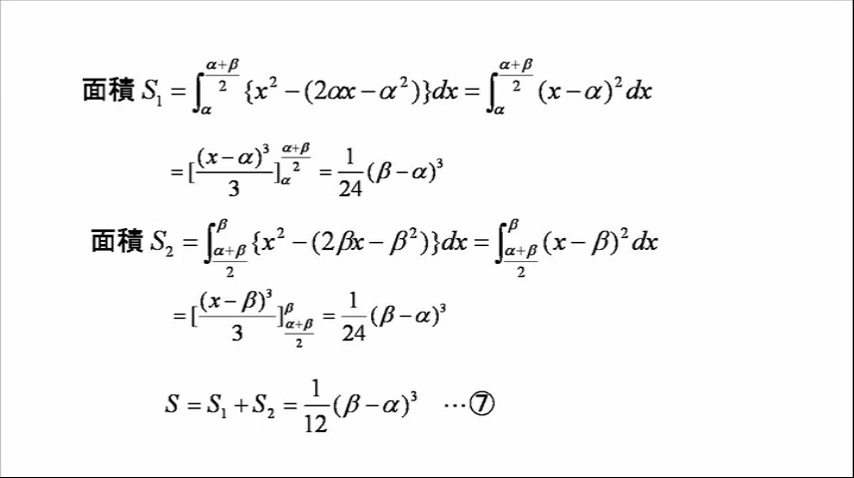 面積 S₁ = ∫_α^{(α+β)/2} {x² − (2αx − α²)}dx = ∫_α^{(α+β)/2} (x − α)² dx
= [(x − α)³/3]_α^{(α+β)/2} = 1/24 (β − α)³
面積 S₂ = ∫_{(α+β)/2}^β {x² − (2βx − β²)}dx = ∫_{(α+β)/2}^β (x − β)² dx
= [(x − β)³/3]_{(α+β)/2}^β = 1/24 (β − α)³
S = S₁ + S₂ = 1/12 (β − α)³ …⑦